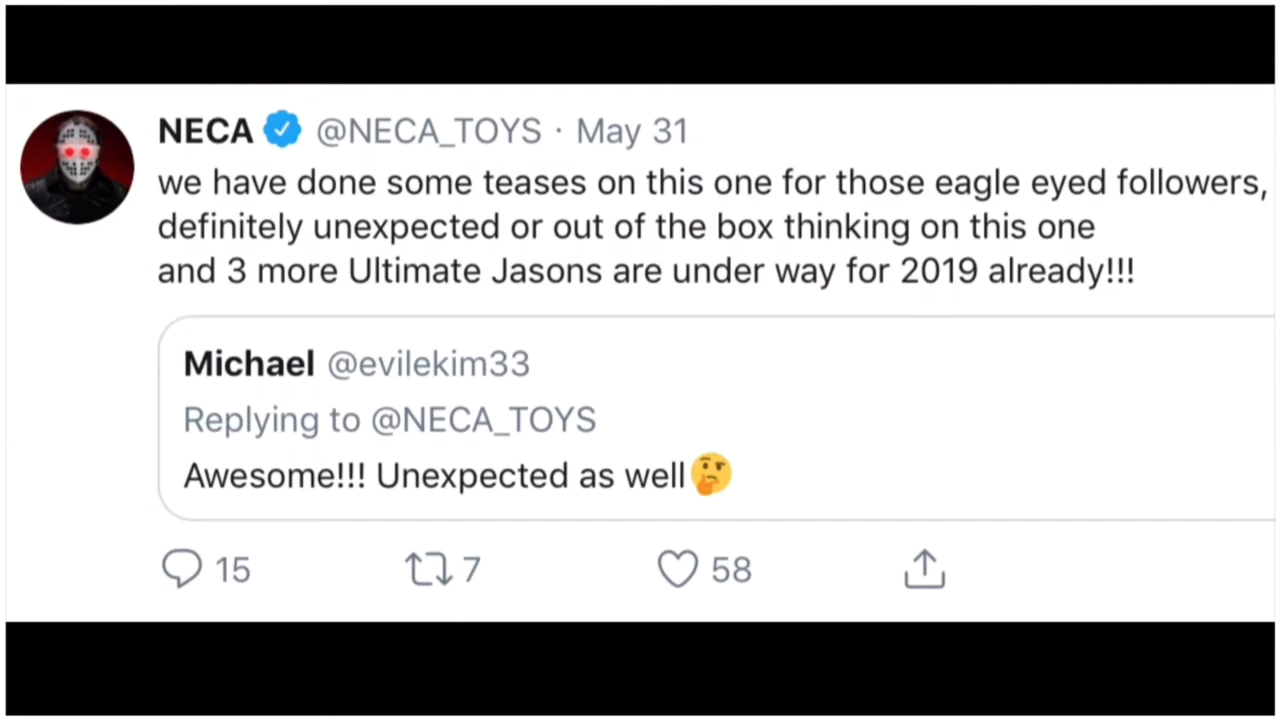 NECA @NECA_TOYS · May 31
we have done some teases on this one for those eagle eyed followers,
definitely unexpected or out of the box thinking on this one
and 3 more Ultimate Jasons are under way for 2019 already!!!
Michael @evilekim33
Replying to @NECA_TOYS
Awesome!!! Unexpected as well🤔
15 7 58